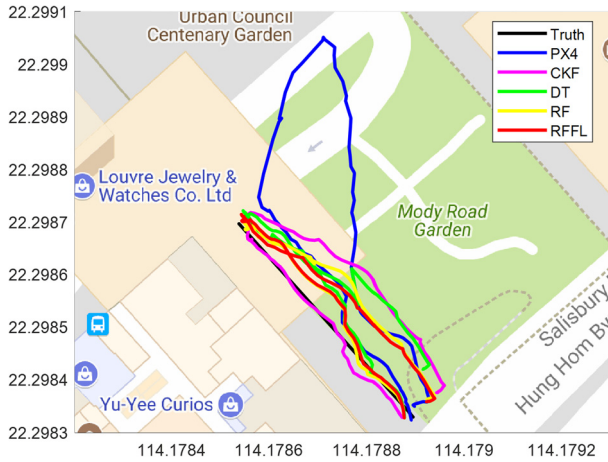 22.2991
22.299
22.2989
22.2988
22.2987
22.2986
22.2985
22.2984
22.2983
Urban Council
Centenary Garden
Louvre Jewelry &
Watches Co. Ltd
Mody Road
Garden
Yu-Yee Curios
Salisbury
Hung Hom By
Truth
PX4
CKF
DT
RF
RFFL
114.1784
114.1786
114.1788
114.179
114.1792